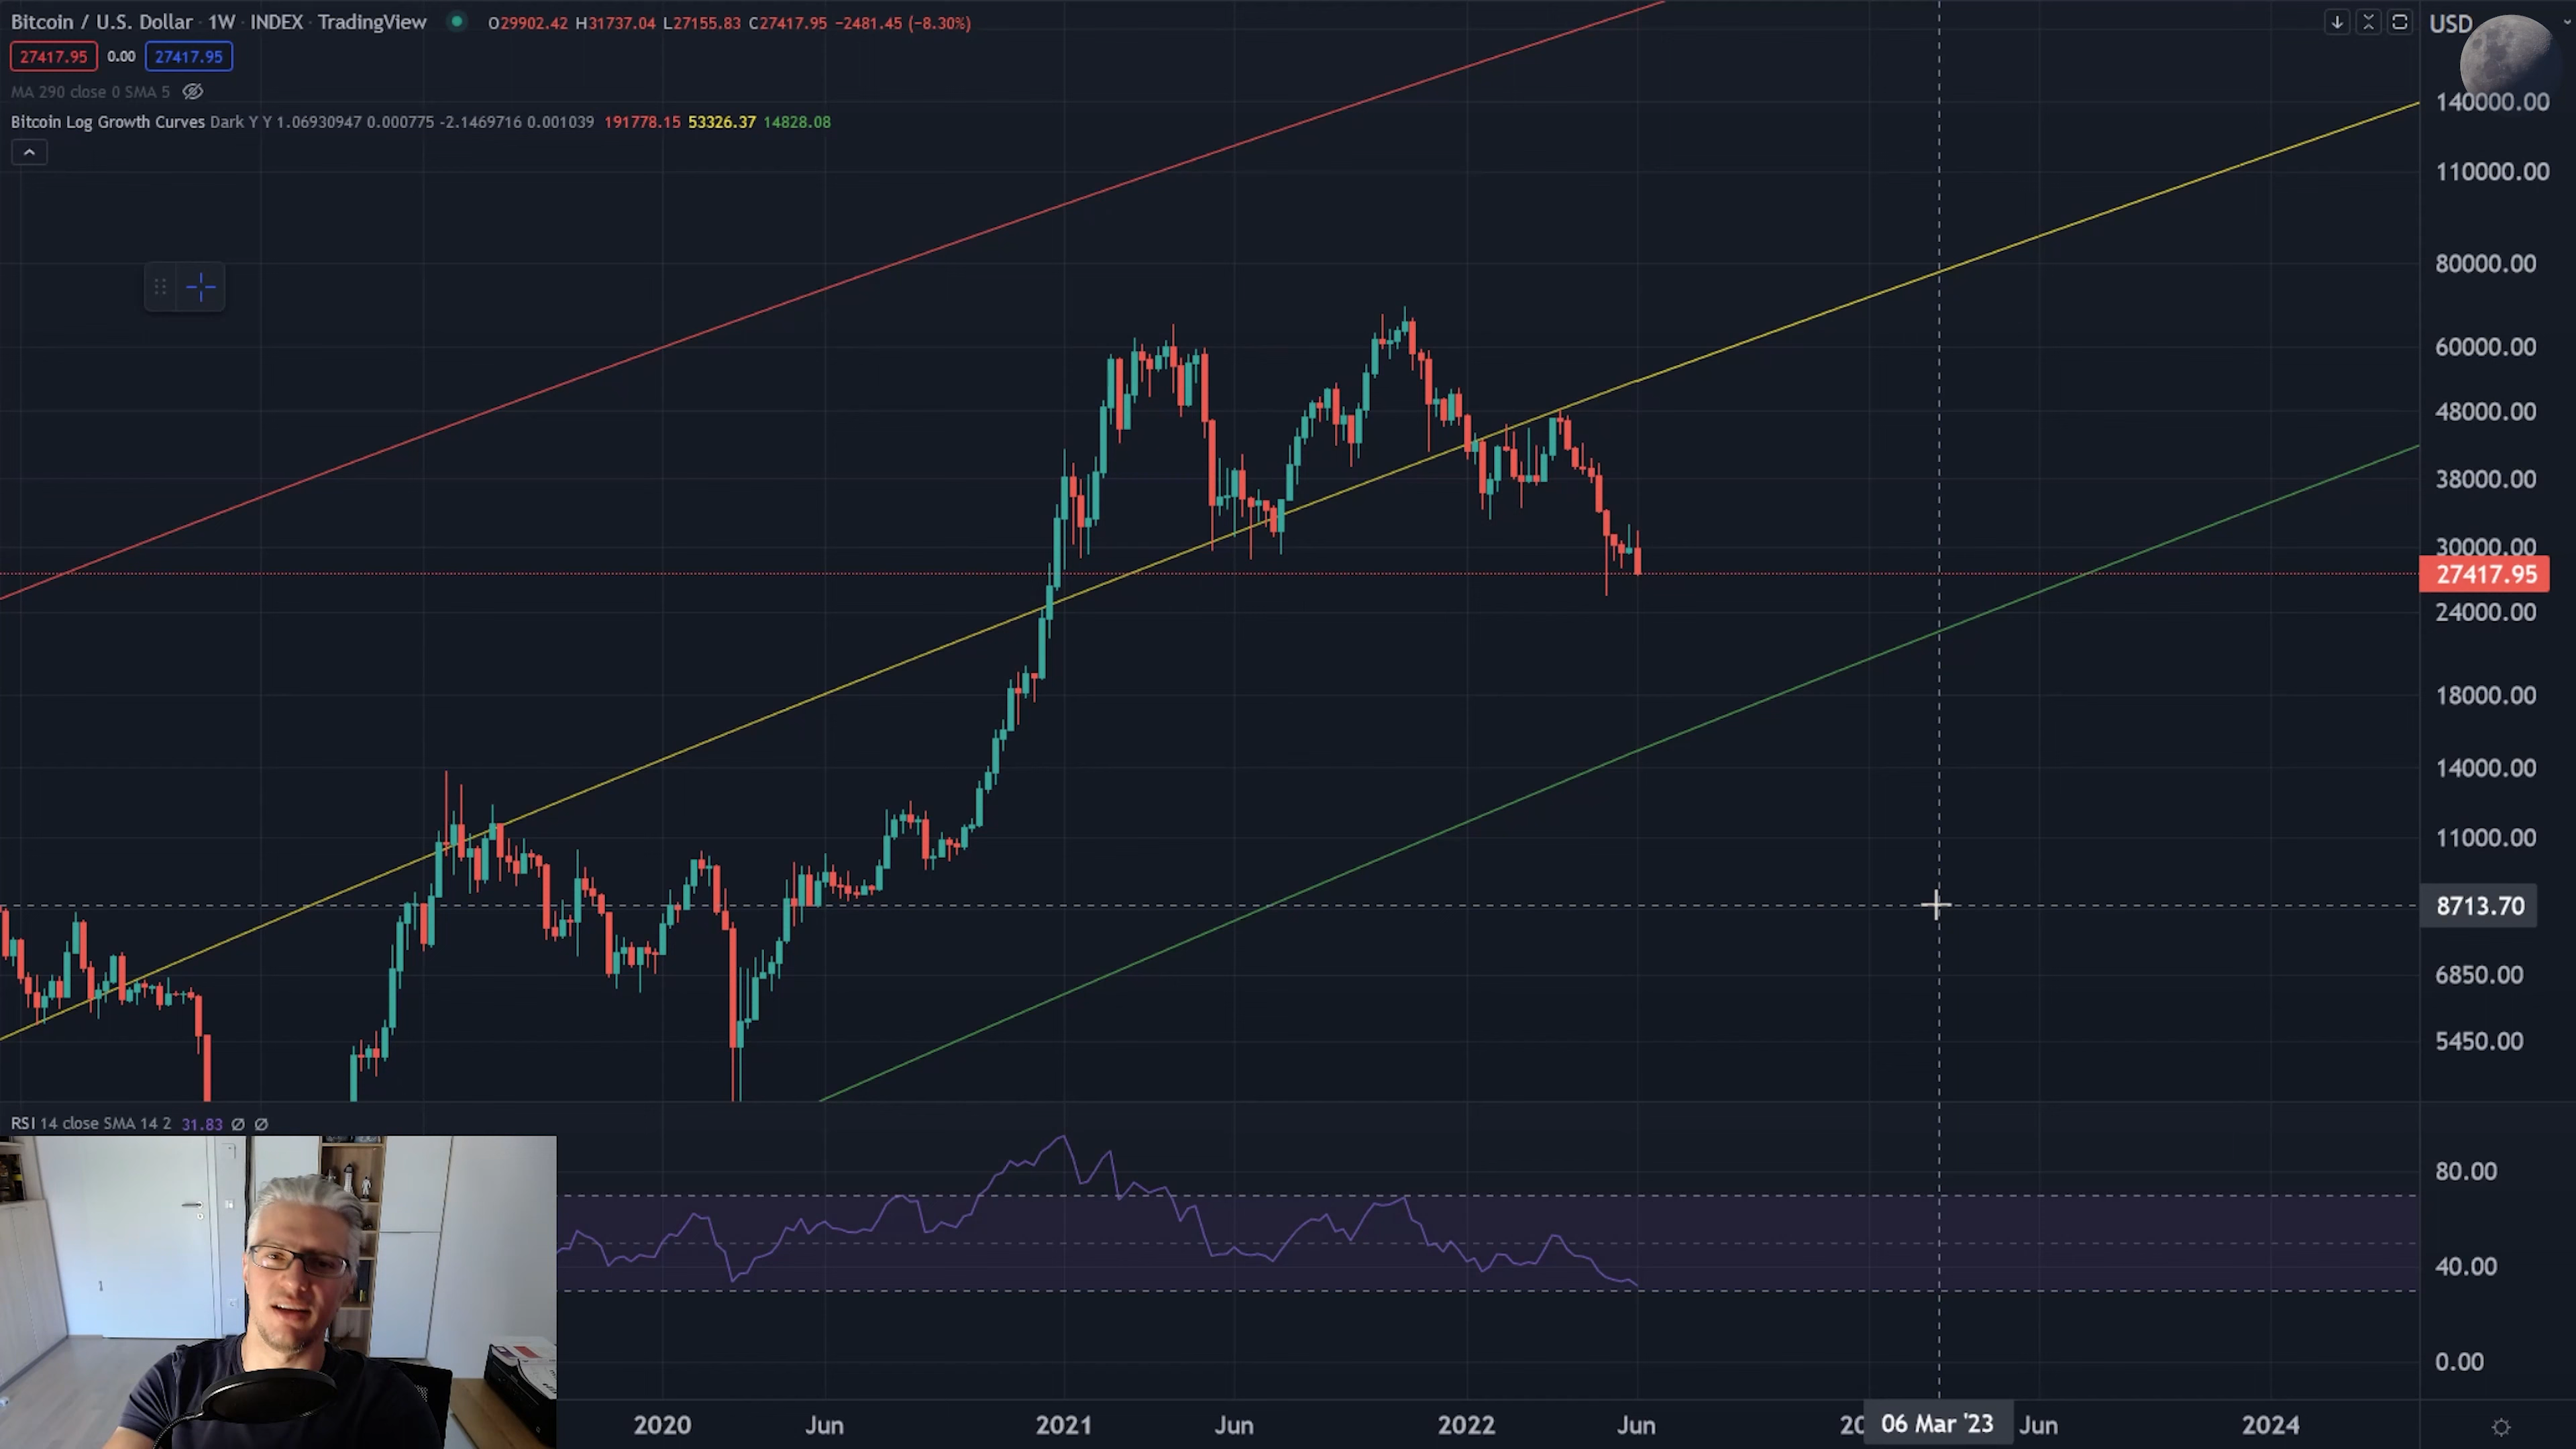 Bitcoin / U.S. Dollar · 1W · INDEX · TradingView O29902.42 H31737.04 L27155.83 C27417.95 −2481.45 (−8.30%)
27417.95 0.00 27417.95
MA 290 close 0 SMA 5
Bitcoin Log Growth Curves Dark Y Y 1.06930947 0.000775 -2.1469716 0.001039 191778.15 53326.37 14828.08
USD
140000.00
110000.00
80000.00
60000.00
48000.00
38000.00
30000.00
27417.95
24000.00
18000.00
14000.00
11000.00
8713.70
6850.00
5450.00
RSI 14 close SMA 14 2 31.83 Ø Ø
80.00
40.00
0.00
2020 Jun 2021 Jun 2022 Jun 06 Mar '23 Jun 2024